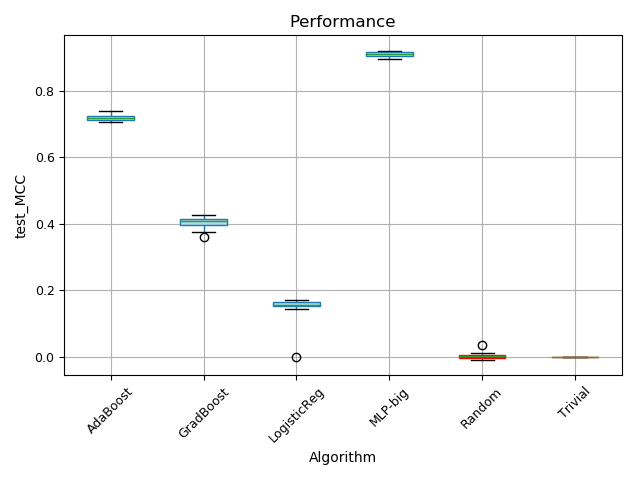 Performance
test_MCC
0.8
0.6
0.4
0.2
0.0
AdaBoost
GradBoost
LogisticReg
MLP-big
Random
Trivial
Algorithm